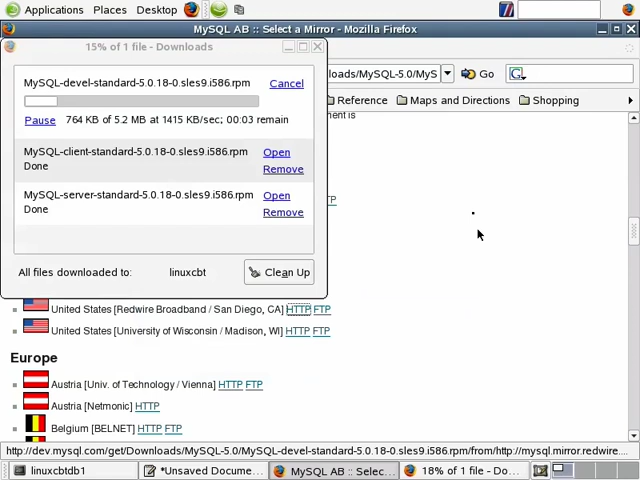 Applications Places Desktop
MySQL AB :: Select a Mirror - Mozilla Firefox
15% of 1 file - Downloads
MySQL-devel-standard-5.0.18-0.sles9.i586.rpm Cancel
Pause 764 KB of 5.2 MB at 1415 KB/sec; 00:03 remain
MySQL-client-standard-5.0.18-0.sles9.i586.rpm Open
Done Remove
MySQL-server-standard-5.0.18-0.sles9.i586.rpm Open
Done Remove
All files downloaded to: linuxcbt Clean Up
loads/MySQL-5.0/MyS Go G
Reference Maps and Directions Shopping
ment is
TP
United States [Redwire Broadband / San Diego, CA] HTTP FTP
United States [University of Wisconsin / Madison, WI] HTTP FTP
Europe
Austria [Univ. of Technology / Vienna] HTTP FTP
Austria [Netmonic] HTTP
Belgium [BELNET] HTTP FTP
http://dev.mysql.com/get/Downloads/MySQL-5.0/MySQL-devel-standard-5.0.18-0.sles9.i586.rpm/from/http://mysql.mirror.redwire....
linuxcbtdb1 *Unsaved Docume... MySQL AB :: Selec... 18% of 1 file - Do...